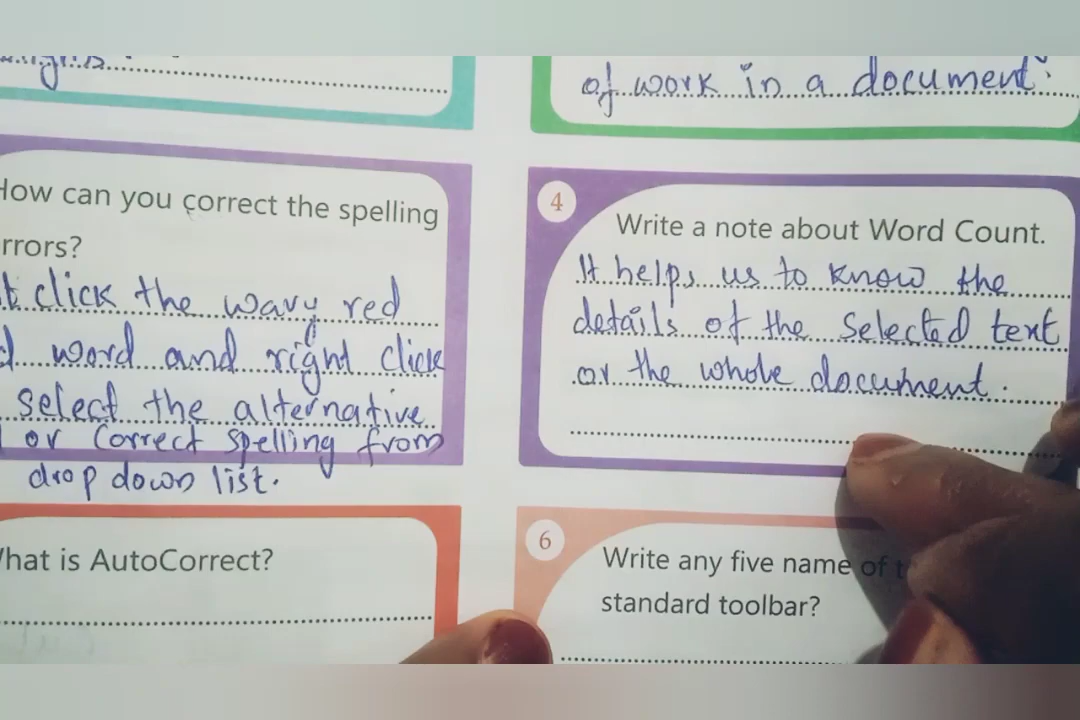 of work in a document.
How can you correct the spelling
rrors?
click the wavy red
word and right click
select the alternative
or correct spelling from
drop down list.
4
Write a note about Word Count.
It helps us to know the
details of the selected text
or the whole document.
What is AutoCorrect?
6
Write any five name of t
standard toolbar?